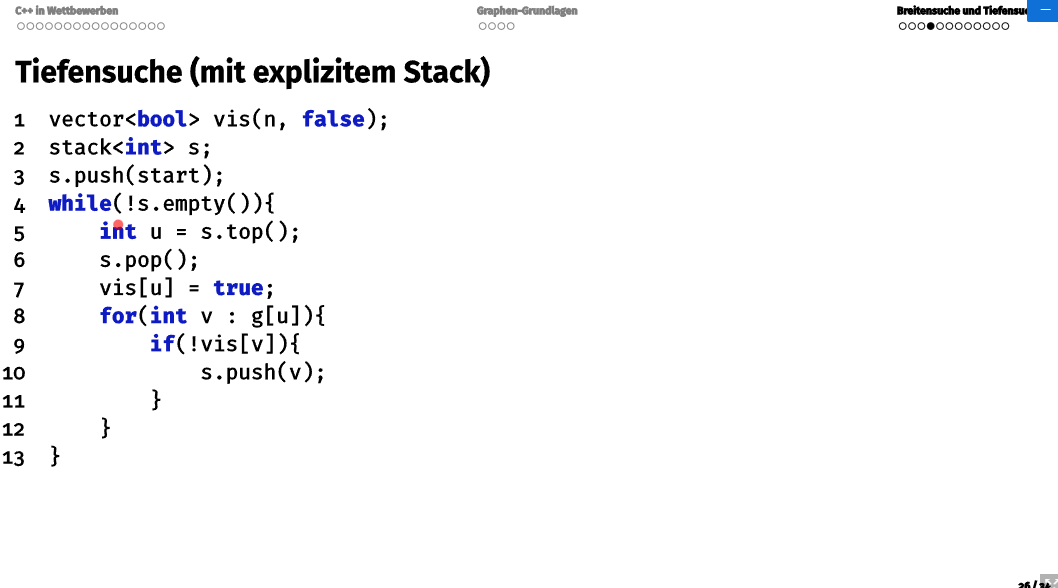 C++ in Wettbewerben
Graphen-Grundlagen
Breitensuche und
Tiefensuche (mit explizitem Stack)
1 vector<bool> vis(n, false);
2 stack<int> s;
3 s.push(start);
4 while(!s.empty()){
5 int u = s.top();
6 s.pop();
7 vis[u] = true;
8 for(int v : g[u]){
9 if(!vis[v]){
10 s.push(v);
11 }
12 }
13 }